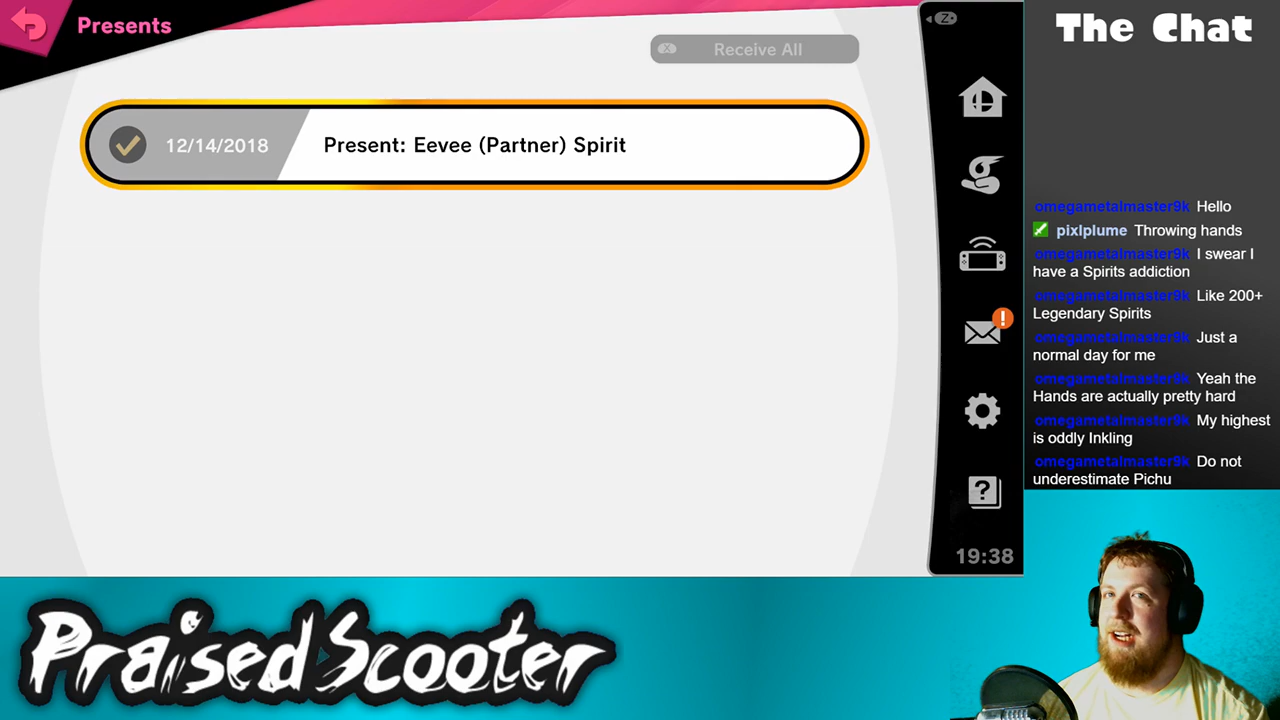 Presents
X Receive All
12/14/2018 Present: Eevee (Partner) Spirit
Z
19:38
The Chat
omegametalmaster9k Hello
pixlplume Throwing hands
omegametalmaster9k I swear I
have a Spirits addiction
omegametalmaster9k Like 200+
Legendary Spirits
omegametalmaster9k Just a
normal day for me
omegametalmaster9k Yeah the
Hands are actually pretty hard
omegametalmaster9k My highest
is oddly Inkling
omegametalmaster9k Do not
underestimate Pichu
PraisedScooter